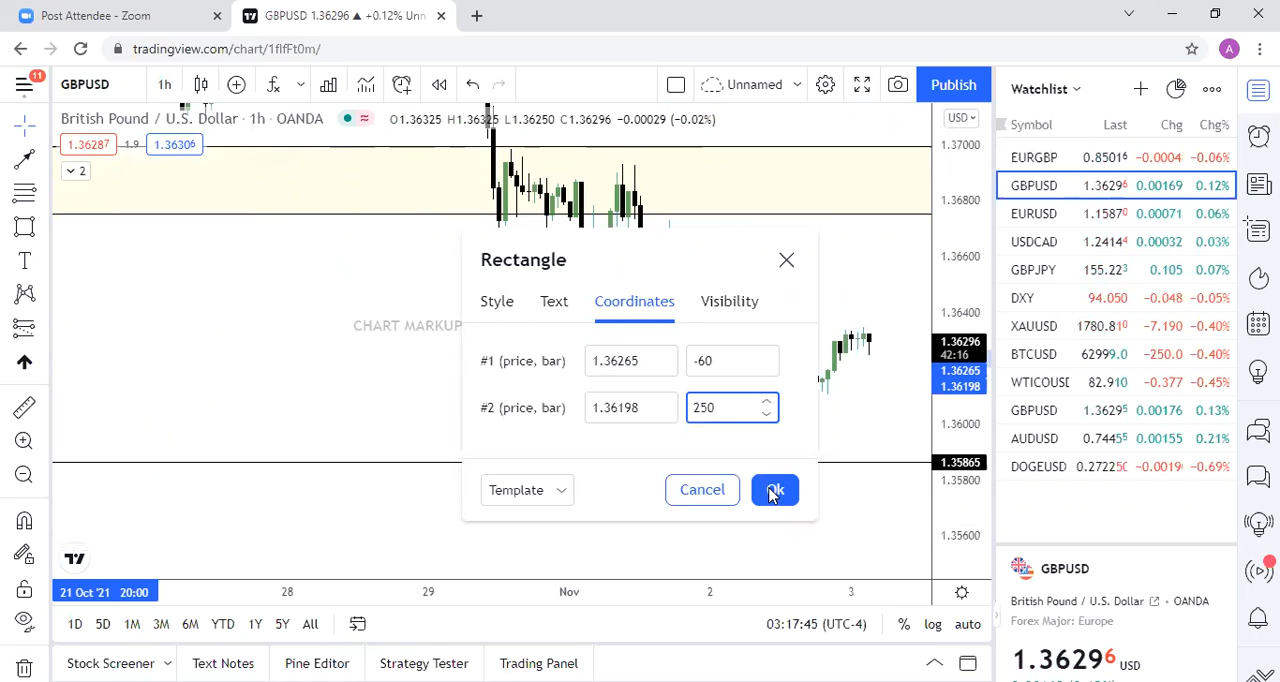 Post Attendee - Zoom
GBPUSD 1.36296 ▲ +0.12% Unn
tradingview.com/chart/1flfFt0m/
A
11
GBPUSD
1h
Unnamed
Publish
Watchlist
British Pound / U.S. Dollar · 1h · OANDA
O1.36325 H1.36325 L1.36250 C1.36296 -0.00029 (-0.02%)
USD
1.36287
1.9
1.36306
2
Symbol Last Chg Chg%
EURGBP 0.85016 -0.0004 -0.06%
GBPUSD 1.36296 0.00169 0.12%
EURUSD 1.15870 0.00071 0.06%
USDCAD 1.24144 0.00032 0.03%
GBPJPY 155.223 0.105 0.07%
DXY 94.050 -0.048 -0.05%
XAUUSD 1780.810 -7.190 -0.40%
BTCUSD 6299.0 -250.0 -0.40%
WTICOUSD 82.910 -0.377 -0.45%
GBPUSD 1.36295 0.00176 0.13%
AUDUSD 0.74455 0.00155 0.21%
DOGEUSD 0.27225 -0.0019 -0.69%
1.37000
1.36800
1.36600
1.36400
1.36296
42:16
1.36265
1.36198
1.36000
1.35865
1.35800
1.35600
CHART MARKUP
Rectangle
Style Text Coordinates Visibility
#1 (price, bar) 1.36265 -60
#2 (price, bar) 1.36198 250
Template Cancel Ok
21 Oct '21 20:00 28 29 Nov 2 3
1D 5D 1M 3M 6M YTD 1Y 5Y All
03:17:45 (UTC-4) % log auto
Stock Screener Text Notes Pine Editor Strategy Tester Trading Panel
GBPUSD
British Pound / U.S. Dollar · OANDA
Forex Major: Europe
1.36296 USD